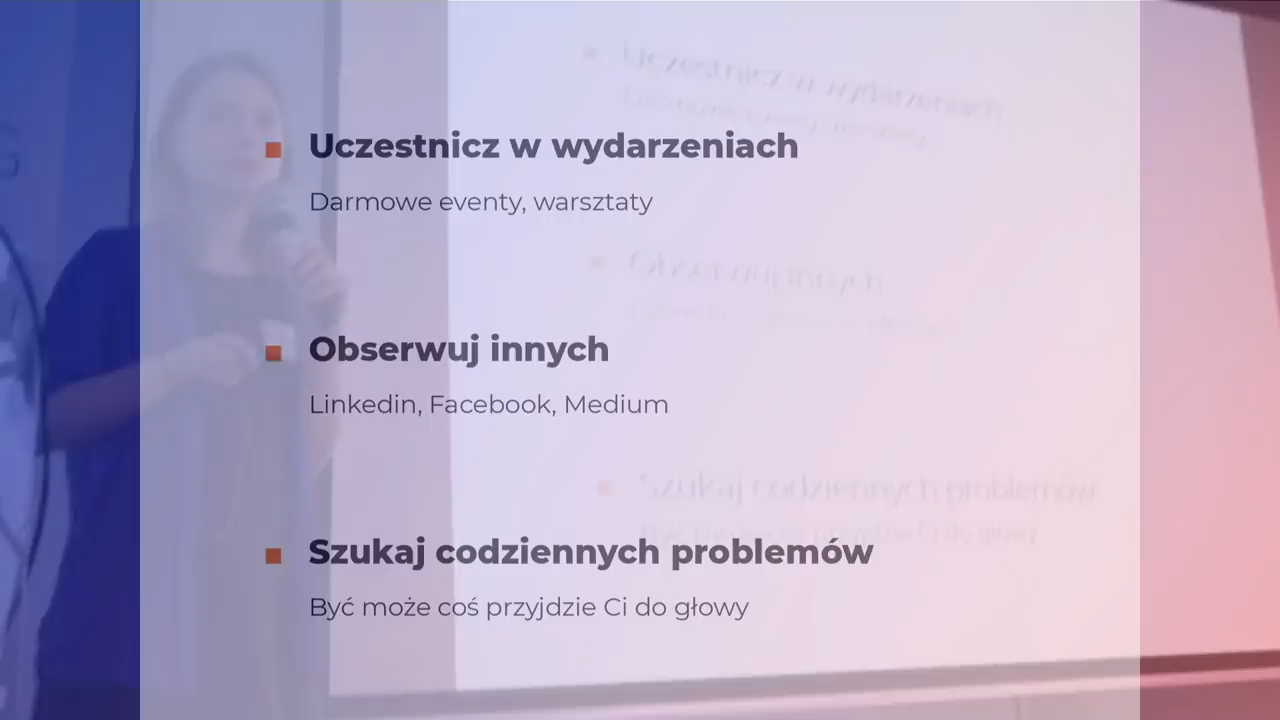 Uczestnicz w wydarzeniach
Darmowe eventy, warsztaty
Obserwuj innych
Linkedin, Facebook, Medium
Szukaj codziennych problemów
Być może coś przyjdzie Ci do głowy